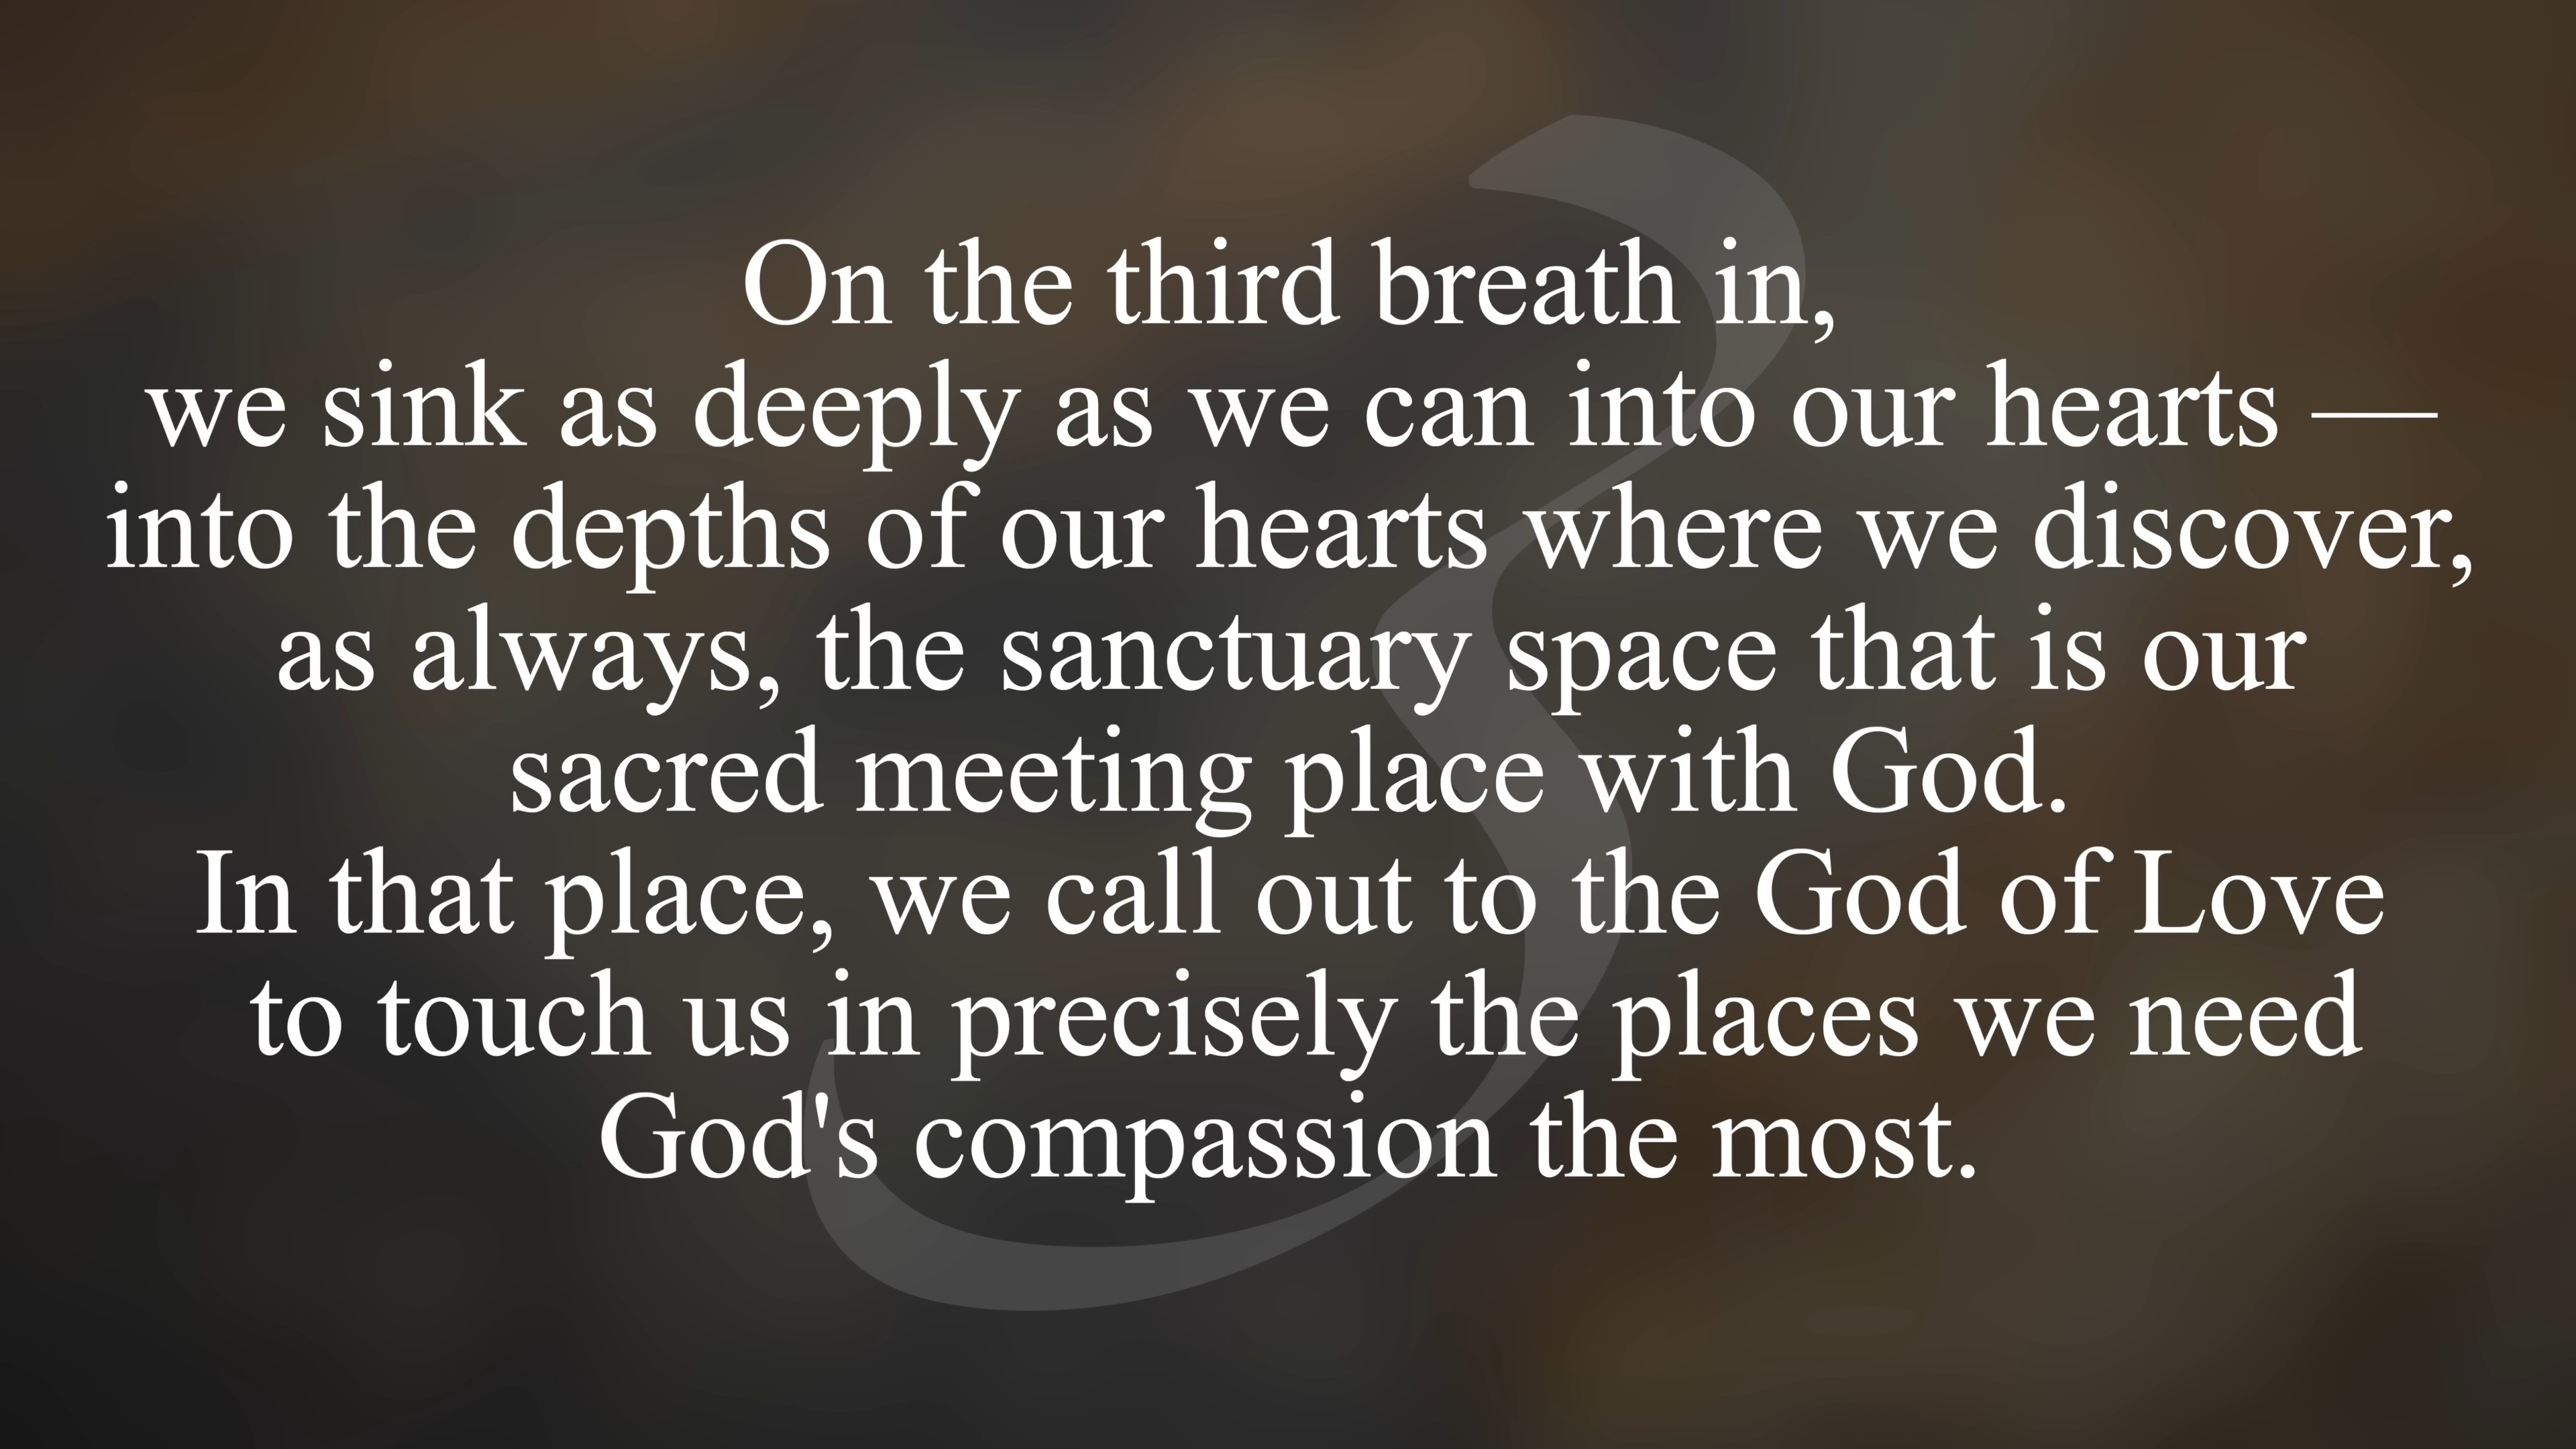 On the third breath in,
we sink as deeply as we can into our hearts —
into the depths of our hearts where we discover,
as always, the sanctuary space that is our
sacred meeting place with God.
In that place, we call out to the God of Love
to touch us in precisely the places we need
God's compassion the most.
3